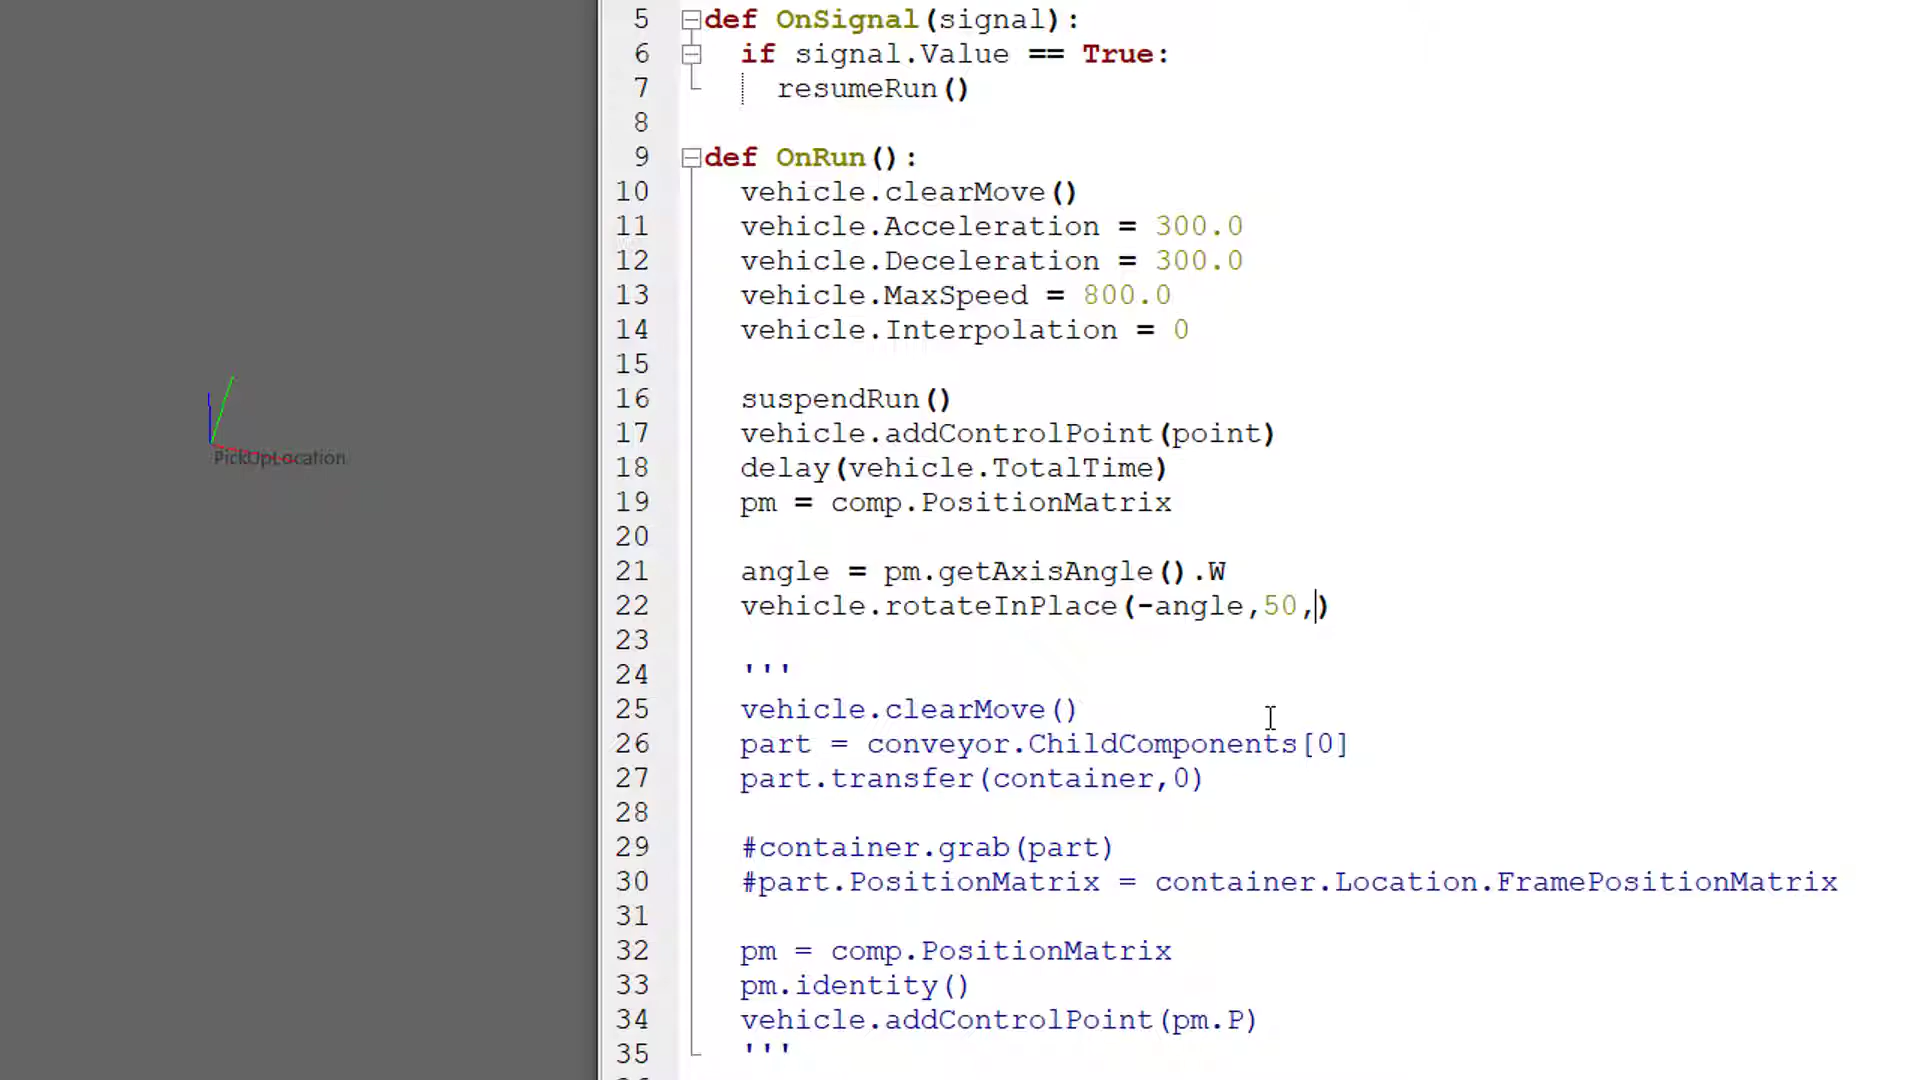 PickUpLocation
5 def OnSignal(signal):
6 if signal.Value == True:
7 resumeRun()
8
9 def OnRun():
10 vehicle.clearMove()
11 vehicle.Acceleration = 300.0
12 vehicle.Deceleration = 300.0
13 vehicle.MaxSpeed = 800.0
14 vehicle.Interpolation = 0
15
16 suspendRun()
17 vehicle.addControlPoint(point)
18 delay(vehicle.TotalTime)
19 pm = comp.PositionMatrix
20
21 angle = pm.getAxisAngle().W
22 vehicle.rotateInPlace(-angle,50,)
23
24 '''
25 vehicle.clearMove()
26 part = conveyor.ChildComponents[0]
27 part.transfer(container,0)
28
29 #container.grab(part)
30 #part.PositionMatrix = container.Location.FramePositionMatrix
31
32 pm = comp.PositionMatrix
33 pm.identity()
34 vehicle.addControlPoint(pm.P)
35 '''